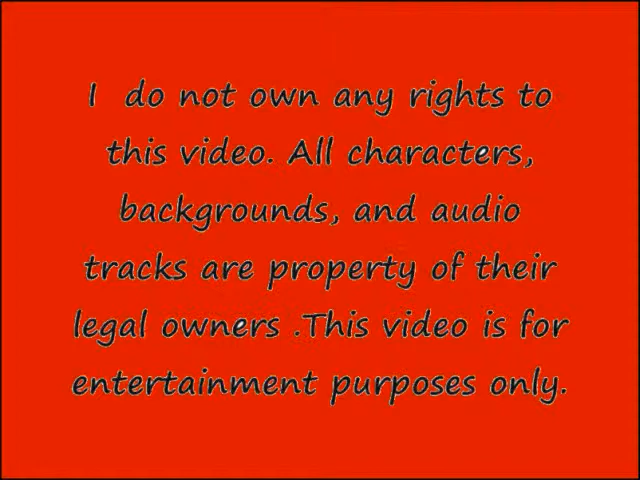 I  do not own any rights to
this video. All characters,
backgrounds, and audio
tracks are property of their
legal owners .This video is for
entertainment purposes only.